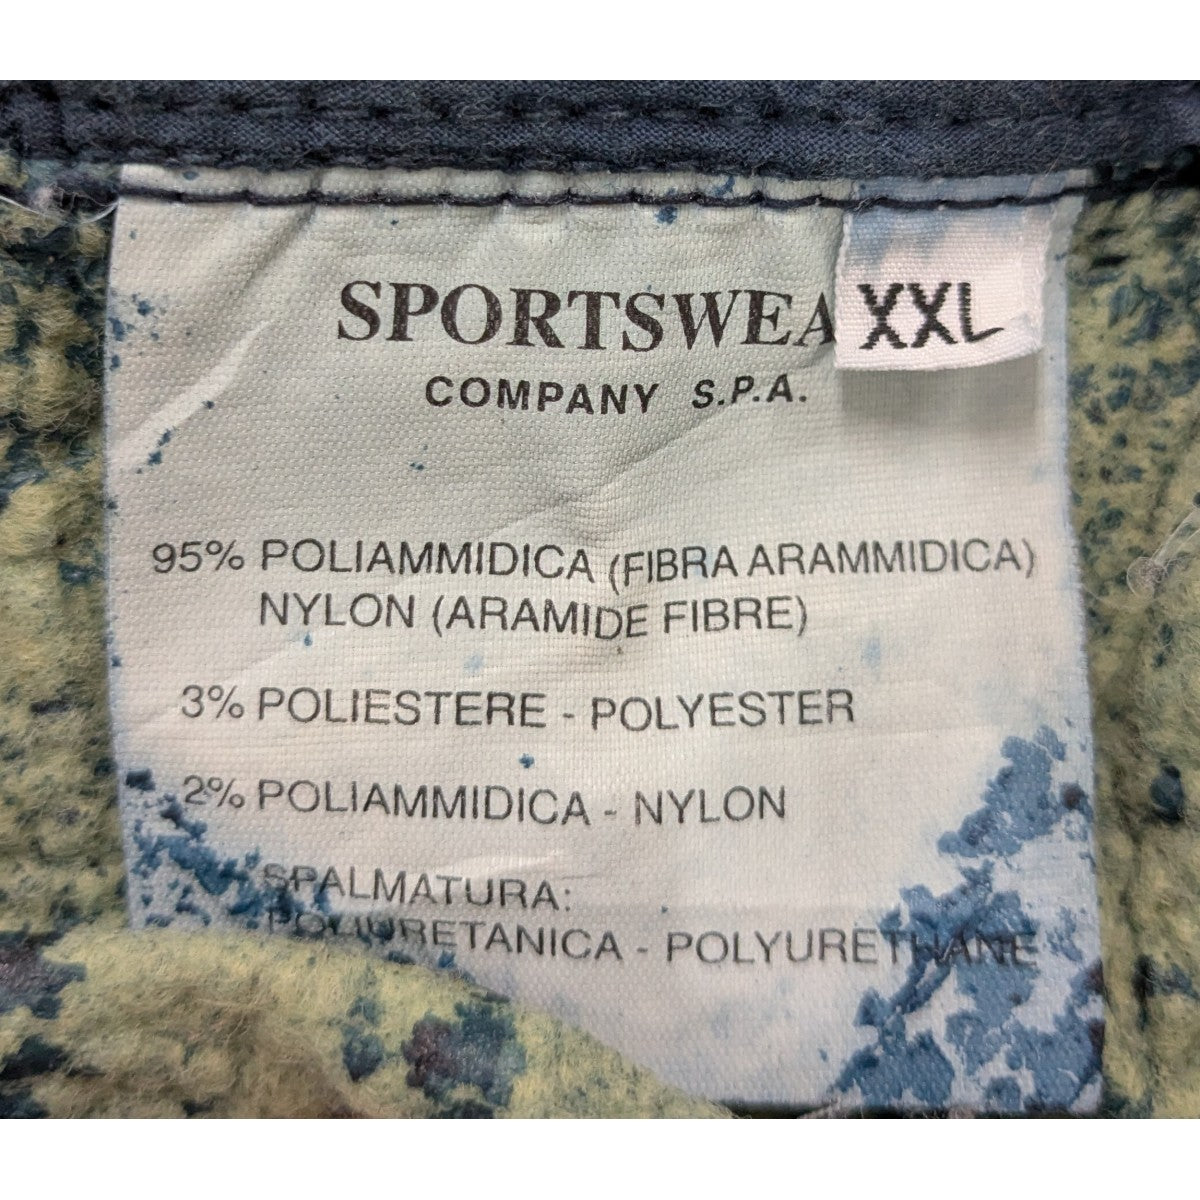 SPORTSWEA
XXL
COMPANY S.P.A.
95% POLIAMMIDICA (FIBRA ARAMMIDICA)
NYLON (ARAMIDE FIBRE)
3% POLIESTERE - POLYESTER
2% POLIAMMIDICA - NYLON
SPALMATURA:
POLIURETANICA - POLYURETHANE